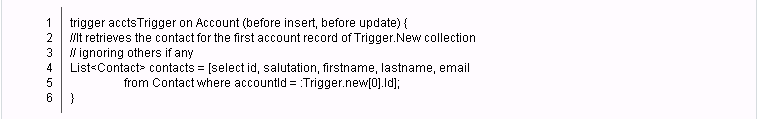 1 trigger acctsTrigger on Account (before insert, before update) {
2 //It retrieves the contact for the first account record of Trigger.New collection
3 // ignoring others if any
4 List<Contact> contacts = [select id, salutation, firstname, lastname, email
5 from Contact where accountId = :Trigger.new[0].Id];
6 }